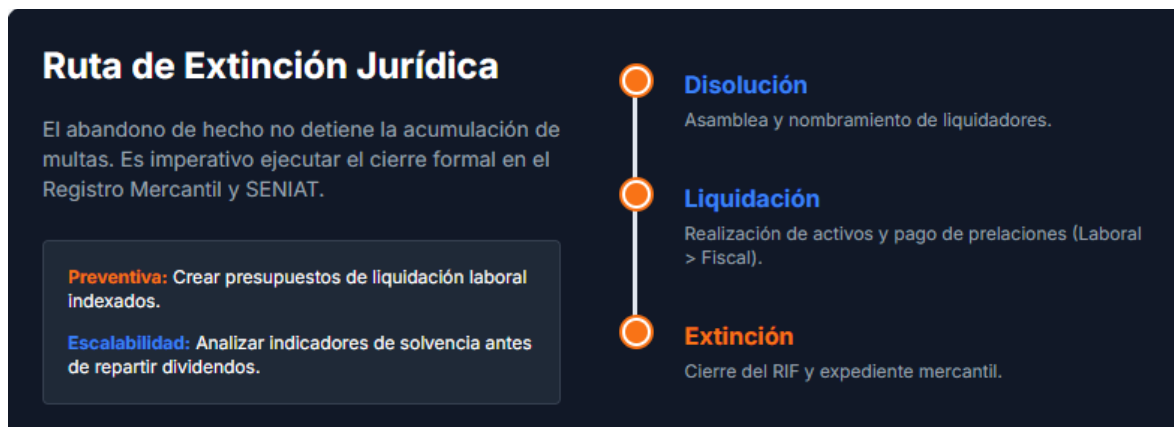 Ruta de Extinción Jurídica
El abandono de hecho no detiene la acumulación de
multas. Es imperativo ejecutar el cierre formal en el
Registro Mercantil y SENIAT.
Preventiva: Crear presupuestos de liquidación laboral
indexados.
Escalabilidad: Analizar indicadores de solvencia antes
de repartir dividendos.
Disolución
Asamblea y nombramiento de liquidadores.
Liquidación
Realización de activos y pago de prelaciones (Laboral
> Fiscal).
Extinción
Cierre del RIF y expediente mercantil.